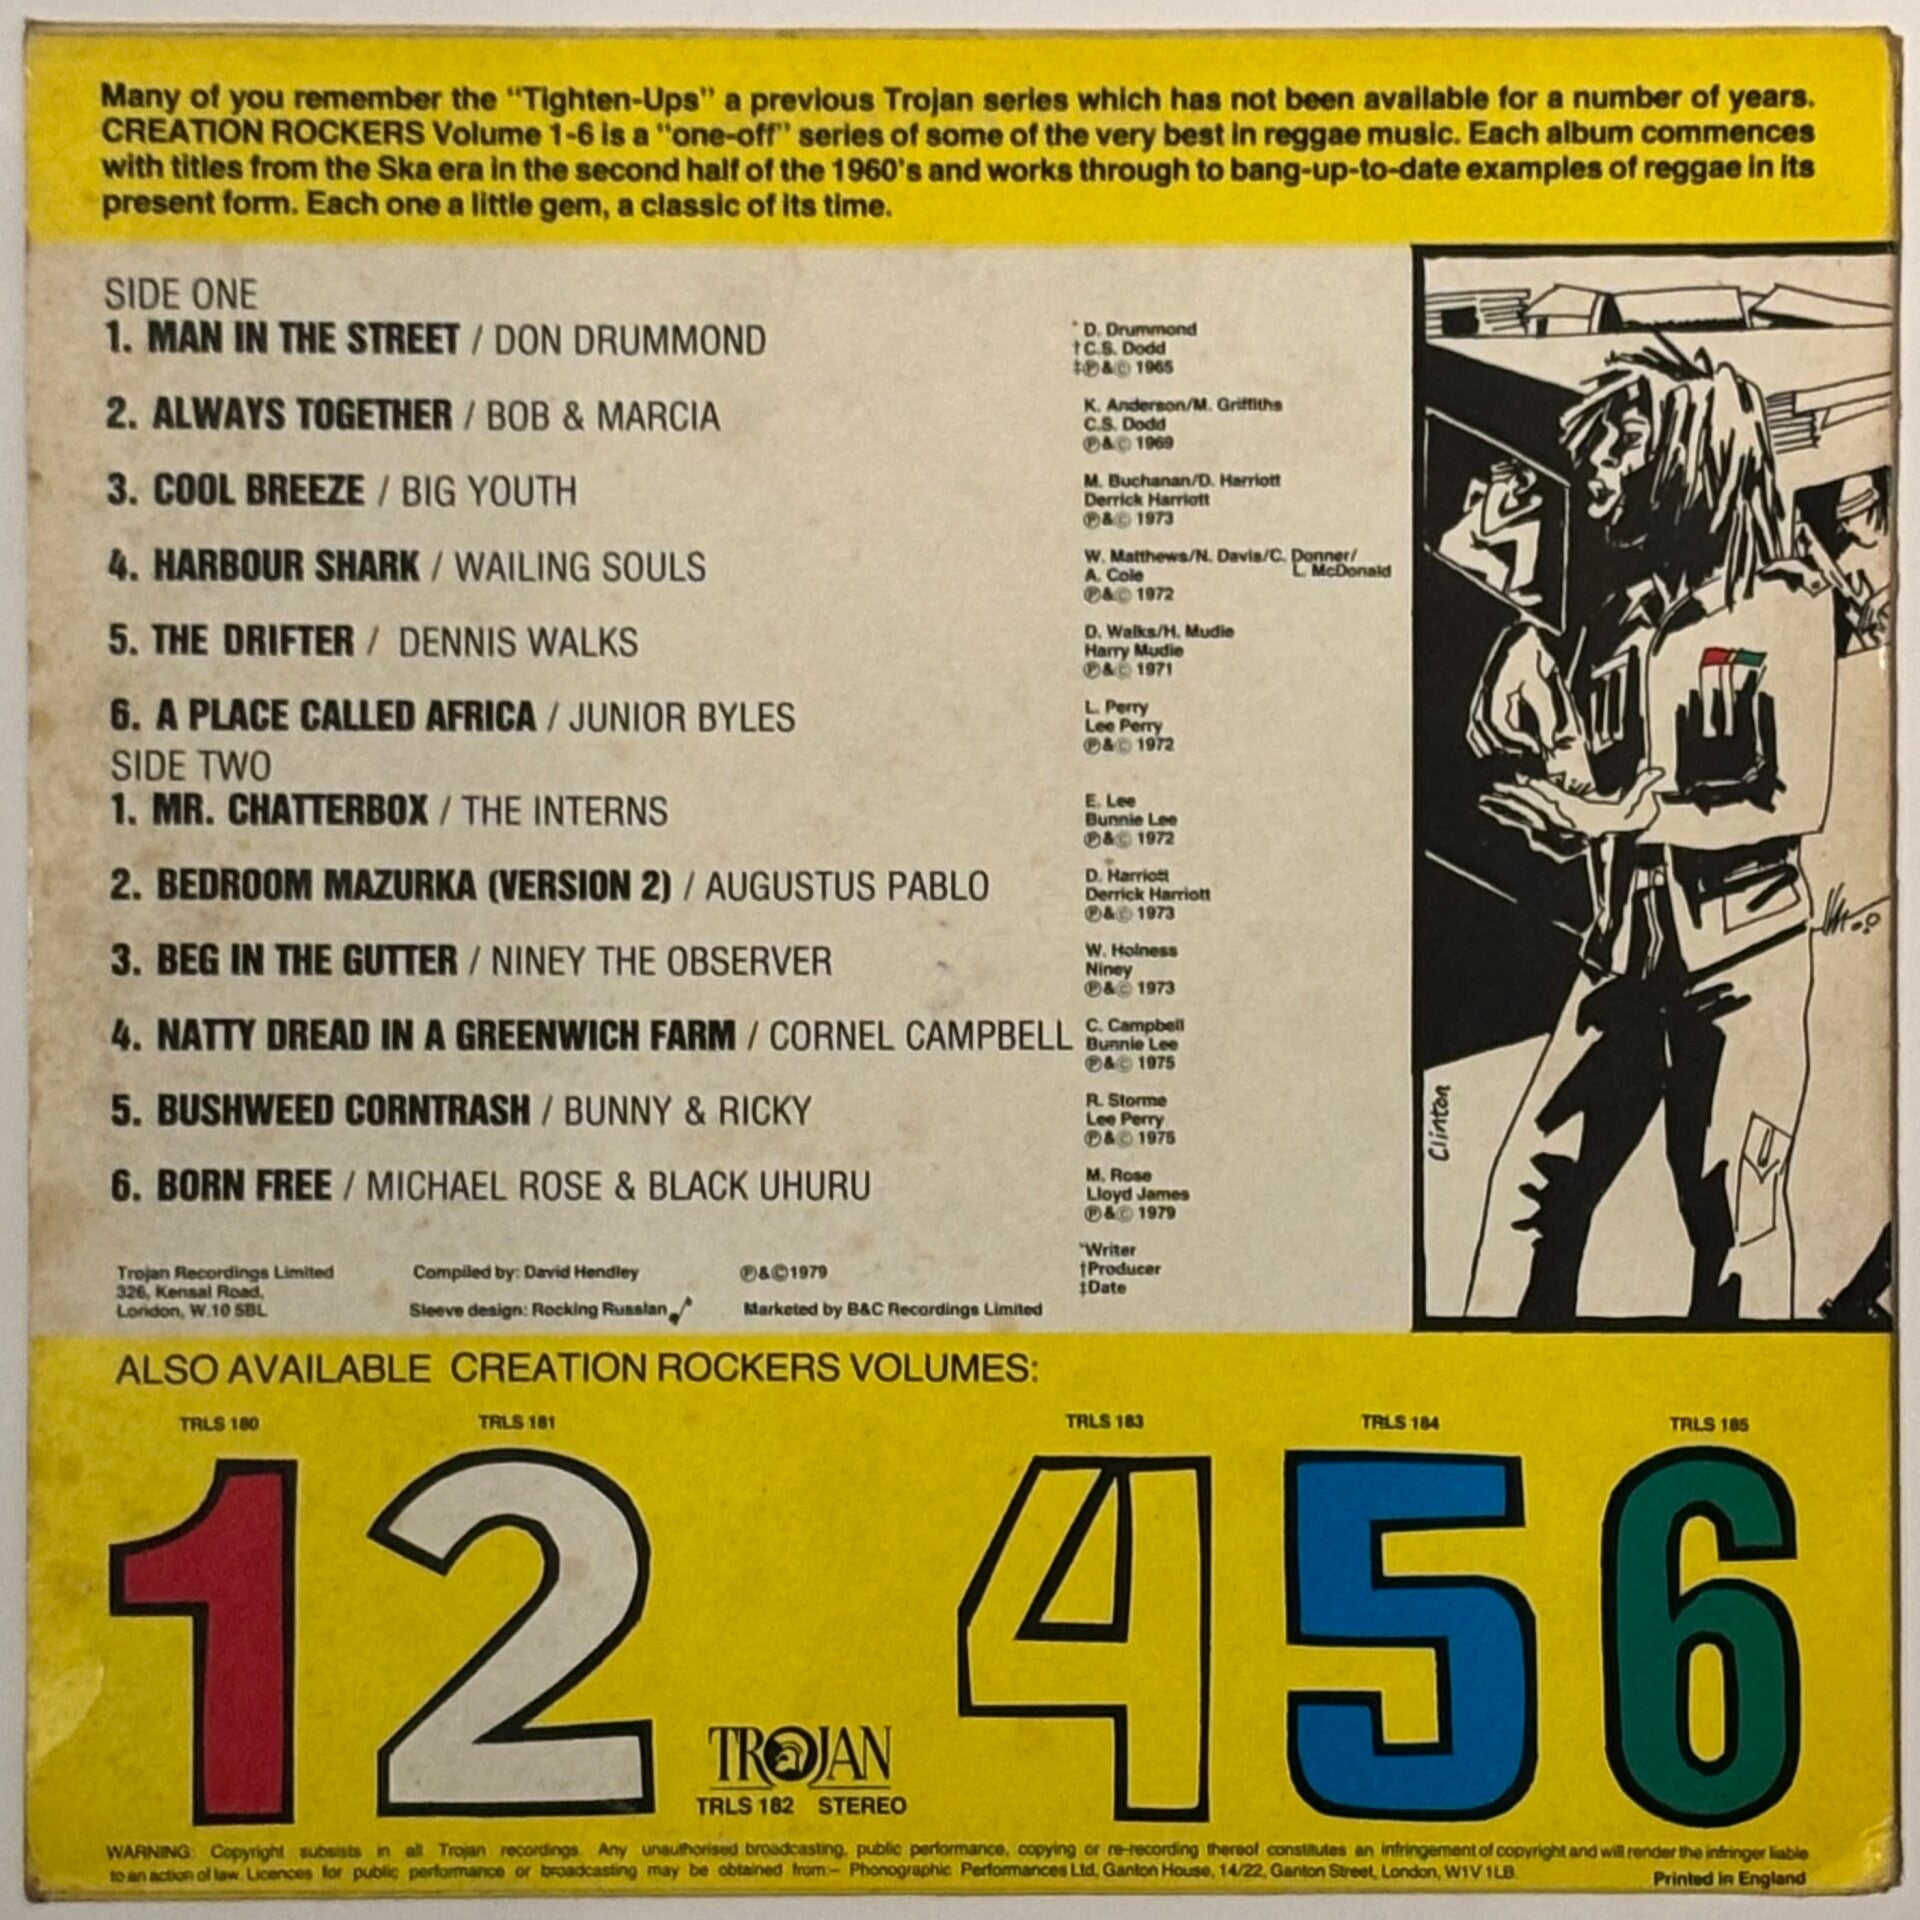 Many of you remember the "Tighten-Ups" a previous Trojan series which has not been available for a number of years.
CREATION ROCKERS Volume 1-6 is a "one-off" series of some of the very best in reggae music. Each album commences
with titles from the Ska era in the second half of the 1960's and works through to bang-up-to-date examples of reggae in its
present form. Each one a little gem, a classic of its time.
SIDE ONE
1. MAN IN THE STREET / DON DRUMMOND
* D. Drummond
† C.S. Dodd
‡ Ⓟ&© 1965
2. ALWAYS TOGETHER / BOB & MARCIA
K. Anderson/M. Griffiths
C.S. Dodd
Ⓟ&© 1969
3. COOL BREEZE / BIG YOUTH
M. Buchanan/D. Harriott
Derrick Harriott
Ⓟ&© 1973
4. HARBOUR SHARK / WAILING SOULS
W. Matthews/N. Davis/C. Donner/
L. McDonald
A. Cole
Ⓟ&© 1972
5. THE DRIFTER / DENNIS WALKS
D. Walks/H. Mudie
Harry Mudie
Ⓟ&© 1971
6. A PLACE CALLED AFRICA / JUNIOR BYLES
L. Perry
Lee Perry
Ⓟ&© 1972
SIDE TWO
1. MR. CHATTERBOX / THE INTERNS
E. Lee
Bunnie Lee
Ⓟ&© 1972
2. BEDROOM MAZURKA (VERSION 2) / AUGUSTUS PABLO
D. Harriott
Derrick Harriott
Ⓟ&© 1973
3. BEG IN THE GUTTER / NINEY THE OBSERVER
W. Holness
Niney
Ⓟ&© 1973
4. NATTY DREAD IN A GREENWICH FARM / CORNEL CAMPBELL
C. Campbell
Bunnie Lee
Ⓟ&© 1975
5. BUSHWEED CORNTRASH / BUNNY & RICKY
R. Storme
Lee Perry
Ⓟ&© 1975
6. BORN FREE / MICHAEL ROSE & BLACK UHURU
M. Rose
Lloyd James
Ⓟ&© 1979
*Writer
†Producer
‡Date
Clinton
Trojan Recordings Limited
326, Kensal Road,
London, W.10 5BL
Compiled by: David Hendley
Sleeve design: Rocking Russian
Ⓟ&©1979
Marketed by B&C Recordings Limited
ALSO AVAILABLE CREATION ROCKERS VOLUMES:
TRLS 180 TRLS 181 TRLS 183 TRLS 184 TRLS 185
1 2 4 5 6
TROJAN
TRLS 182 STEREO
WARNING: Copyright subsists in all Trojan recordings. Any unauthorised broadcasting, public performance, copying or re-recording thereof constitutes an infringement of copyright and will render the infringer liable
to an action of law. Licences for public performance or broadcasting may be obtained from:– Phonographic Performances Ltd, Ganton House, 14/22, Ganton Street, London, W1V 1LB.
Printed in England